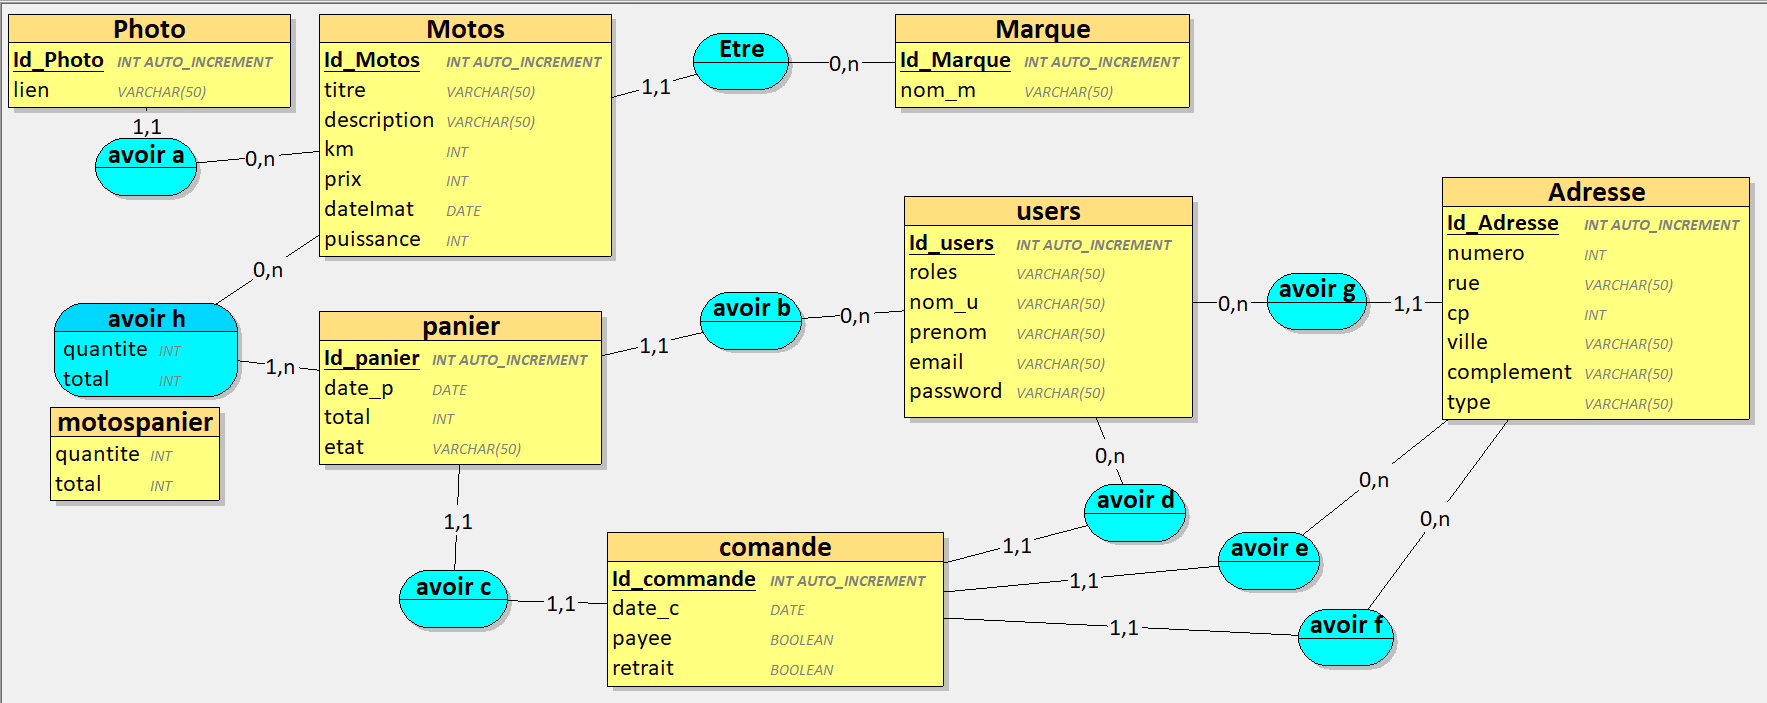 Photo
Id_Photo INT AUTO_INCREMENT
lien VARCHAR(50)
1,1
avoir a
0,n
Motos
Id_Motos INT AUTO_INCREMENT
titre VARCHAR(50)
description VARCHAR(50)
km INT
prix INT
dateImat DATE
puissance INT
1,1
Etre
0,n
Marque
Id_Marque INT AUTO_INCREMENT
nom_m VARCHAR(50)
0,n
avoir h
quantite INT
total INT
1,n
motospanier
quantite INT
total INT
panier
Id_panier INT AUTO_INCREMENT
date_p DATE
total INT
etat VARCHAR(50)
1,1
avoir b
0,n
users
Id_users INT AUTO_INCREMENT
roles VARCHAR(50)
nom_u VARCHAR(50)
prenom VARCHAR(50)
email VARCHAR(50)
password VARCHAR(50)
0,n
avoir g
1,1
Adresse
Id_Adresse INT AUTO_INCREMENT
numero INT
rue VARCHAR(50)
cp INT
ville VARCHAR(50)
complement VARCHAR(50)
type VARCHAR(50)
1,1
avoir c
1,1
comande
Id_commande INT AUTO_INCREMENT
date_c DATE
payee BOOLEAN
retrait BOOLEAN
0,n
avoir d
1,1
0,n
avoir e
1,1
0,n
avoir f
1,1